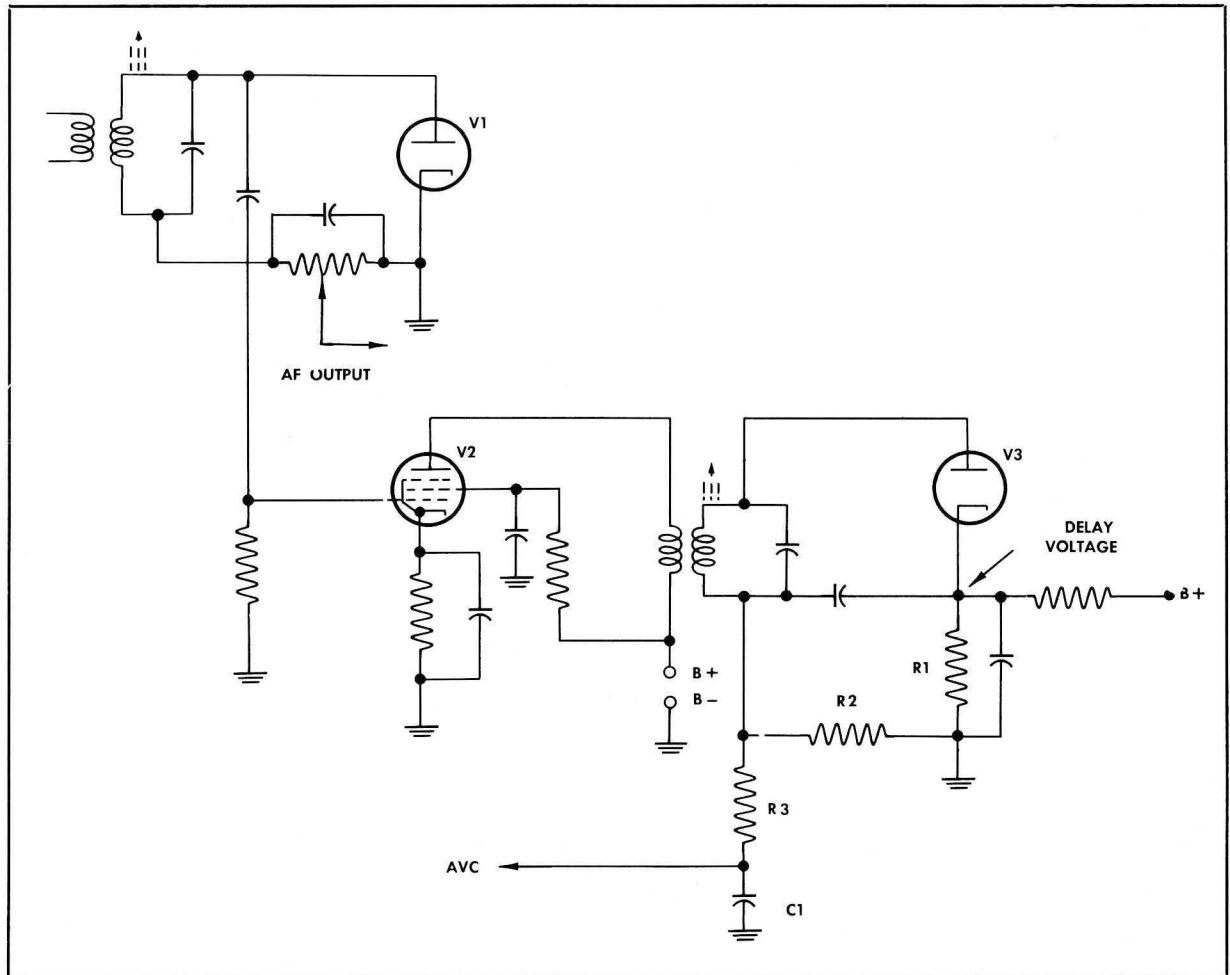 V1
AF OUTPUT
V2
V3
DELAY
VOLTAGE
B+
R1
B+
B−
R2
R3
AVC
C1